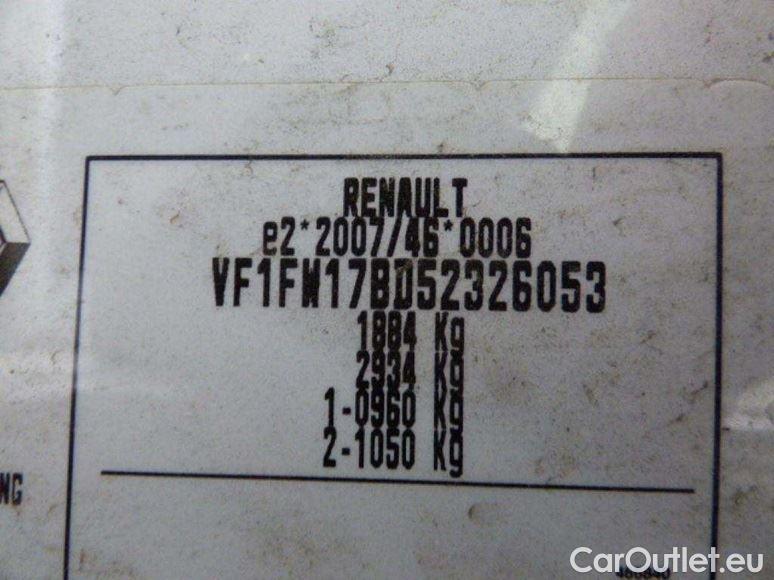 RENAULT
e2*2007/46*0006
VF1FW17BD52326053
1884 Kg
2934 Kg
1-0960 Kg
2-1050 Kg
NG
CarOutlet.eu